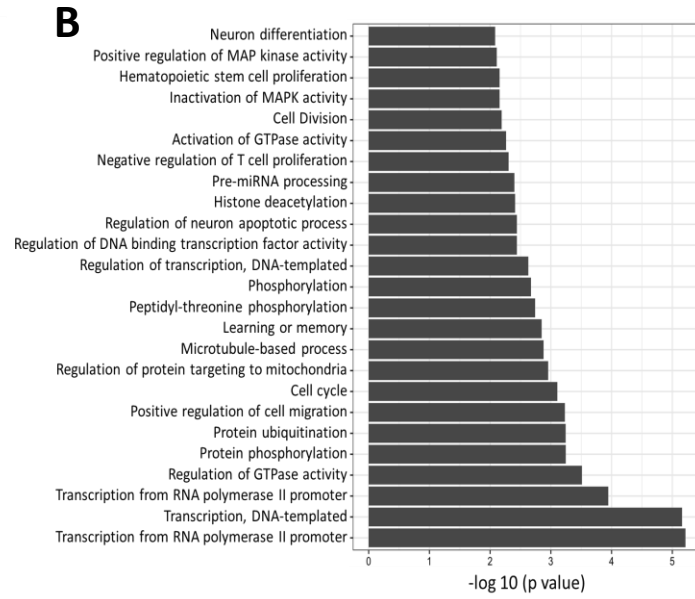 B
Neuron differentiation
Positive regulation of MAP kinase activity
Hematopoietic stem cell proliferation
Inactivation of MAPK activity
Cell Division
Activation of GTPase activity
Negative regulation of T cell proliferation
Pre-miRNA processing
Histone deacetylation
Regulation of neuron apoptotic process
Regulation of DNA binding transcription factor activity
Regulation of transcription, DNA-templated
Phosphorylation
Peptidyl-threonine phosphorylation
Learning or memory
Microtubule-based process
Regulation of protein targeting to mitochondria
Cell cycle
Positive regulation of cell migration
Protein ubiquitination
Protein phosphorylation
Regulation of GTPase activity
Transcription from RNA polymerase II promoter
Transcription, DNA-templated
Transcription from RNA polymerase II promoter
0 1 2 3 4 5
-log 10 (p value)